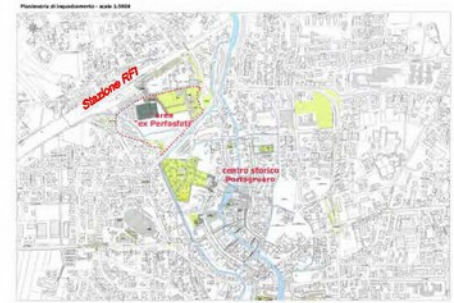 Planimetria di inquadramento - scala 1:5000
Stazione RFI
area
"ex Perfosfati"
centro storico
Portogruaro